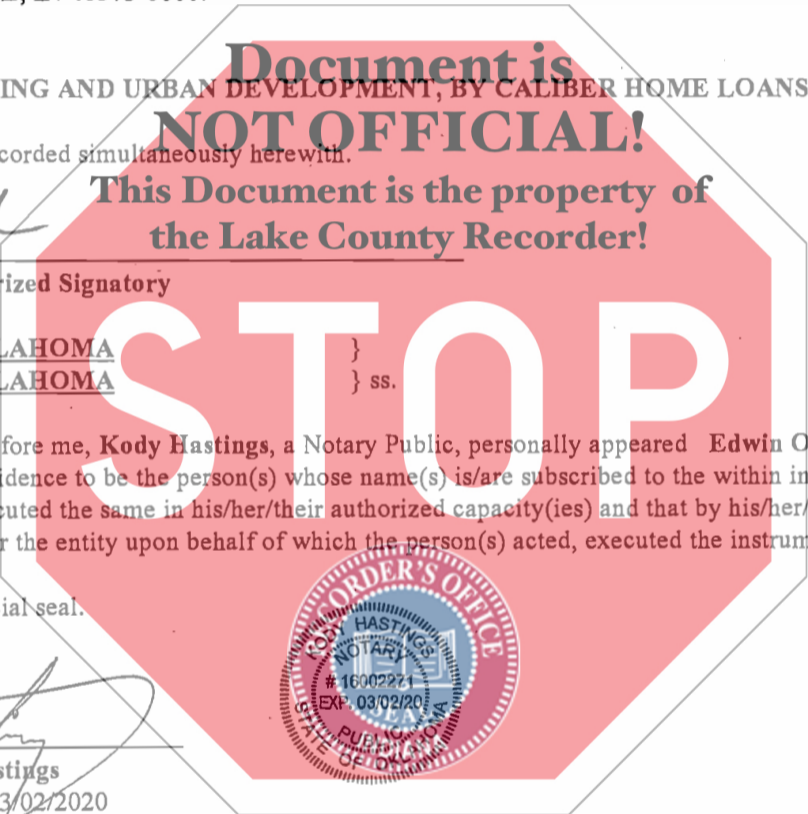 Document is
ING AND URBAN DEVELOPMENT, BY CALIBER HOME LOANS
NOT OFFICIAL!
corded simultaneously herewith.
This Document is the property of
the Lake County Recorder!
rized Signatory
STOP
LAHOMA }
LAHOMA } ss.
fore me, Kody Hastings, a Notary Public, personally appeared Edwin O
idence to be the person(s) whose name(s) is/are subscribed to the within in
cuted the same in his/her/their authorized capacity(ies) and that by his/her/
r the entity upon behalf of which the person(s) acted, executed the instrum
cial seal.
RECORDER'S OFFICE
SEAL
INDIANA
KODY HASTINGS
NOTARY
# 16002271
EXP. 03/02/20
PUBLIC
STATE OF OKLAHOMA
stings
3/02/2020